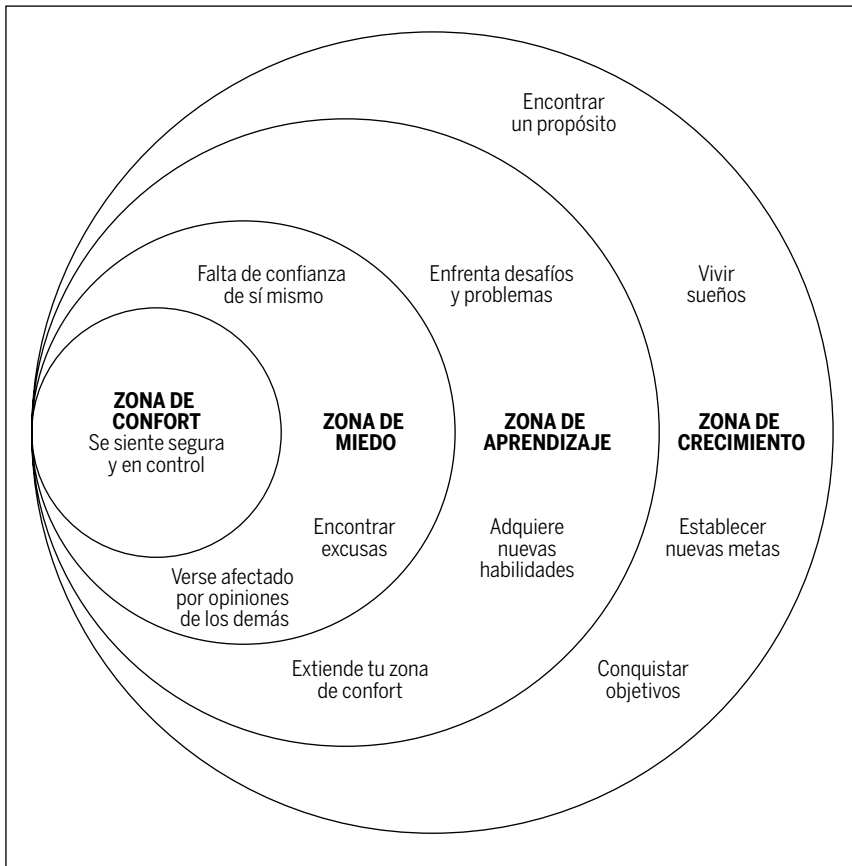 Encontrar
un propósito
Falta de confianza
de sí mismo
Enfrenta desafíos
y problemas
Vivir
sueños
ZONA DE
CONFORT
Se siente segura
y en control
ZONA DE
MIEDO
ZONA DE
APRENDIZAJE
ZONA DE
CRECIMIENTO
Encontrar
excusas
Adquiere
nuevas
habilidades
Establecer
nuevas metas
Verse afectado
por opiniones
de los demás
Extiende tu zona
de confort
Conquistar
objetivos